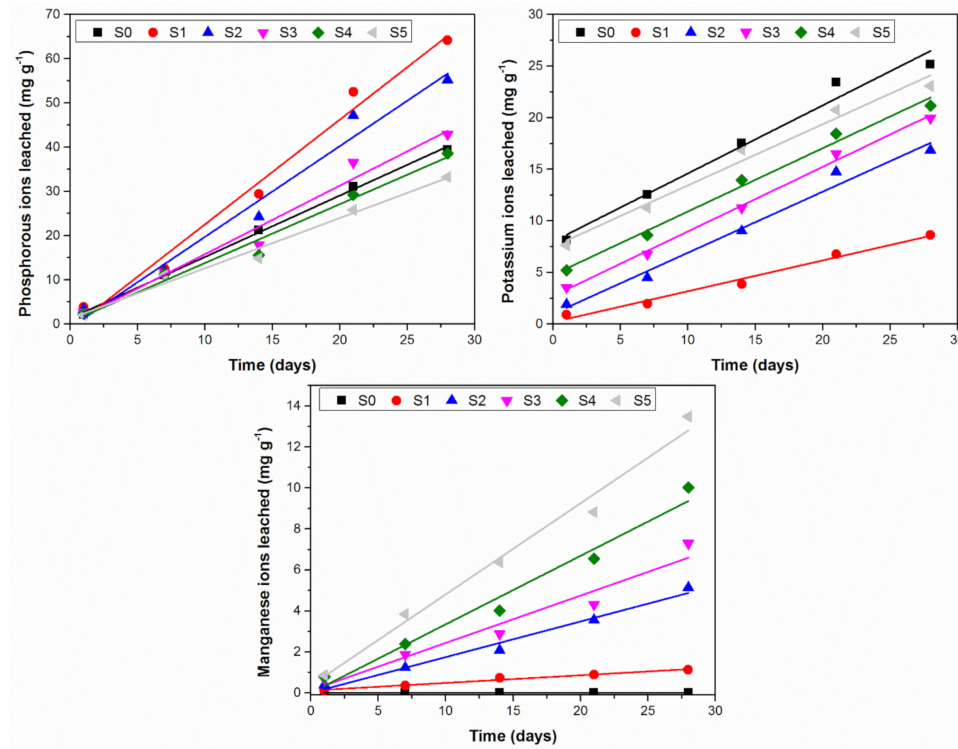 S0 S1 S2 S3 S4 S5
Phosphorous ions leached (mg g⁻¹)
70
60
50
40
30
20
10
0
0 5 10 15 20 25 30
Time (days)
S0 S1 S2 S3 S4 S5
Potassium ions leached (mg g⁻¹)
30
25
20
15
10
5
0
0 5 10 15 20 25 30
Time (days)
S0 S1 S2 S3 S4 S5
Manganese ions leached (mg g⁻¹)
14
12
10
8
6
4
2
0
0 5 10 15 20 25 30
Time (days)